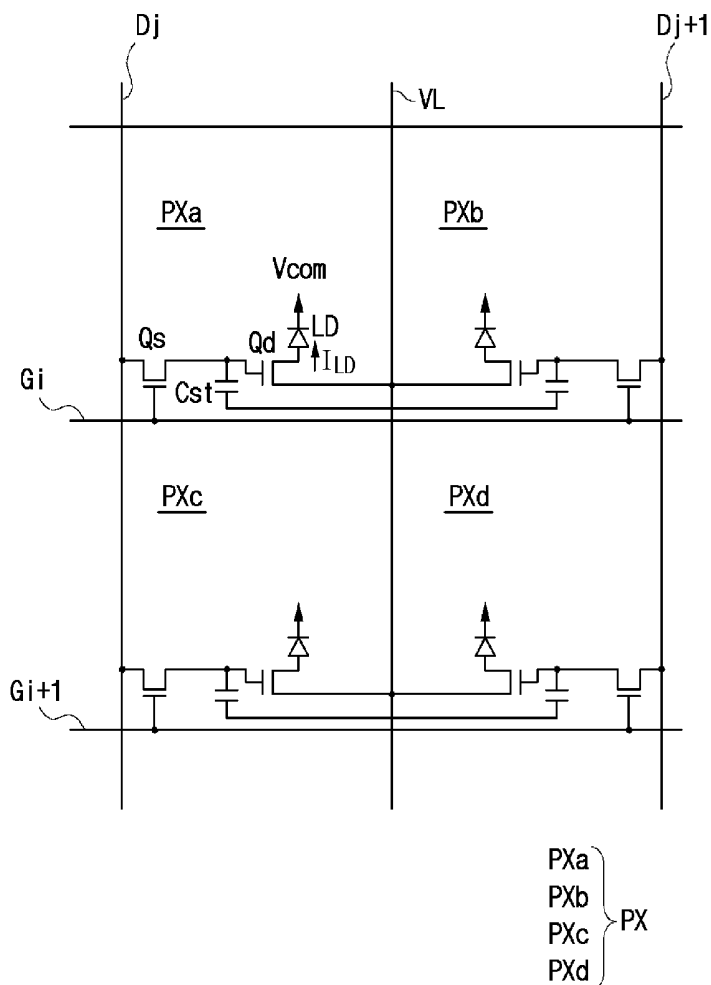 Dj
VL
Dj+1
PXa
PXb
Vcom
Qs
Qd
LD
I LD
Cst
Gi
PXc
PXd
Gi+1
PXa
PXb
PXc
PXd
PX